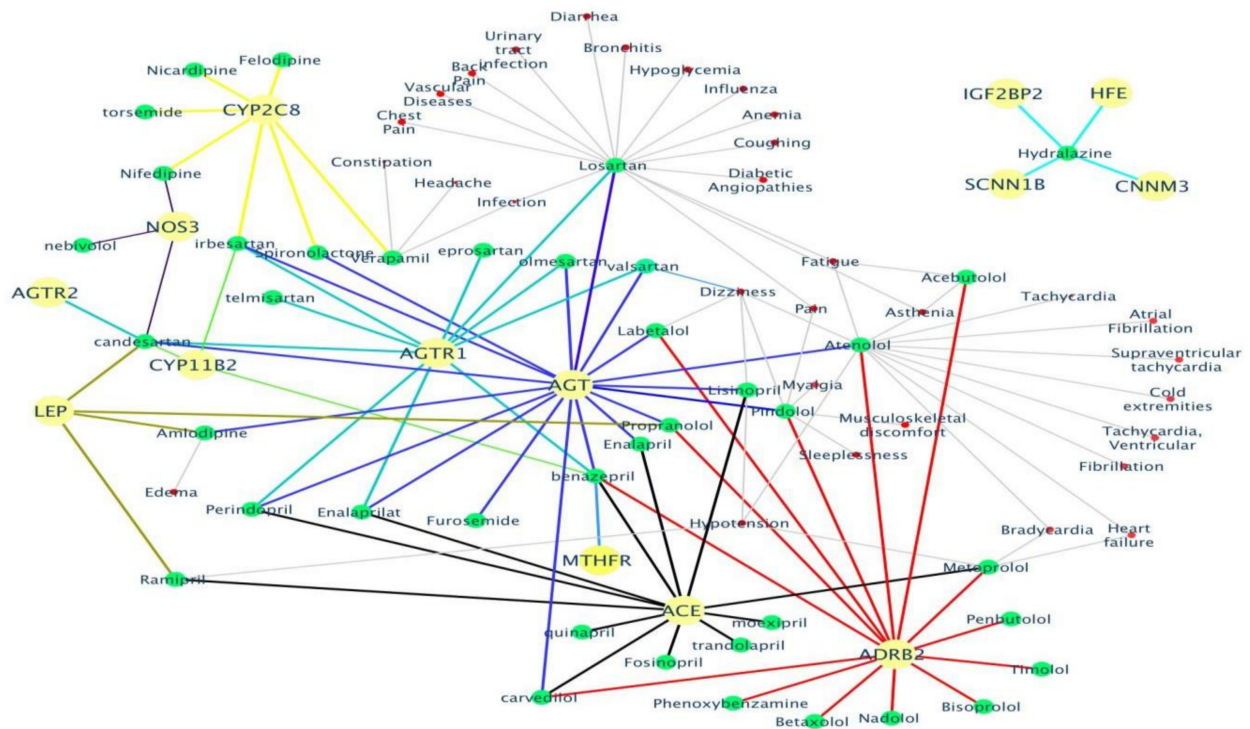 Diarrhea
Urinary
tract
infection
Bronchitis
Back
Pain
Hypoglycemia
Vascular
Diseases
Influenza
Chest
Pain
Anemia
Coughing
Felodipine
Nicardipine
CYP2C8
torsemide
IGF2BP2
HFE
Hydralazine
SCNN1B
CNNM3
Constipation
Losartan
Nifedipine
Headache
Diabetic
Angiopathies
Infection
NOS3
nebivolol
irbesartan
spironolactone
verapamil
eprosartan
olmesartan
valsartan
Fatigue
Acebutolol
AGTR2
telmisartan
Dizziness
Pain
Asthenia
Tachycardia
Atrial
Fibrillation
Labetalol
candesartan
CYP11B2
AGTR1
Atenolol
Supraventricular
tachycardia
AGT
Lisinopril
Myalgia
Cold
extremities
LEP
Pindolol
Musculoskeletal
discomfort
Amlodipine
Propranolol
Tachycardia,
Ventricular
Enalapril
Sleeplessness
Fibrillation
benazepril
Edema
Perindopril
Enalaprilat
Furosemide
Hypotension
Bradycardia
Heart
failure
MTHFR
Ramipril
Metoprolol
ACE
moexipril
Penbutolol
quinapril
trandolapril
Fosinopril
ADRB2
Timolol
carvedilol
Phenoxybenzamine
Bisoprolol
Betaxolol
Nadolol